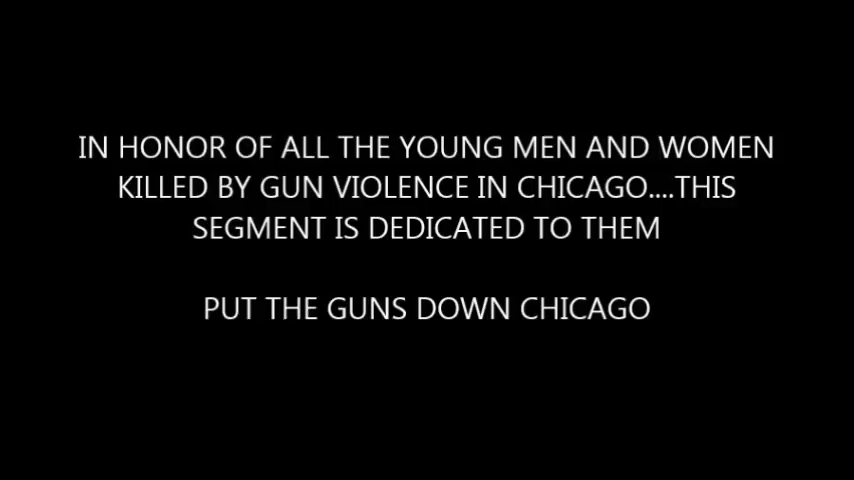 IN HONOR OF ALL THE YOUNG MEN AND WOMEN
KILLED BY GUN VIOLENCE IN CHICAGO....THIS
SEGMENT IS DEDICATED TO THEM
PUT THE GUNS DOWN CHICAGO